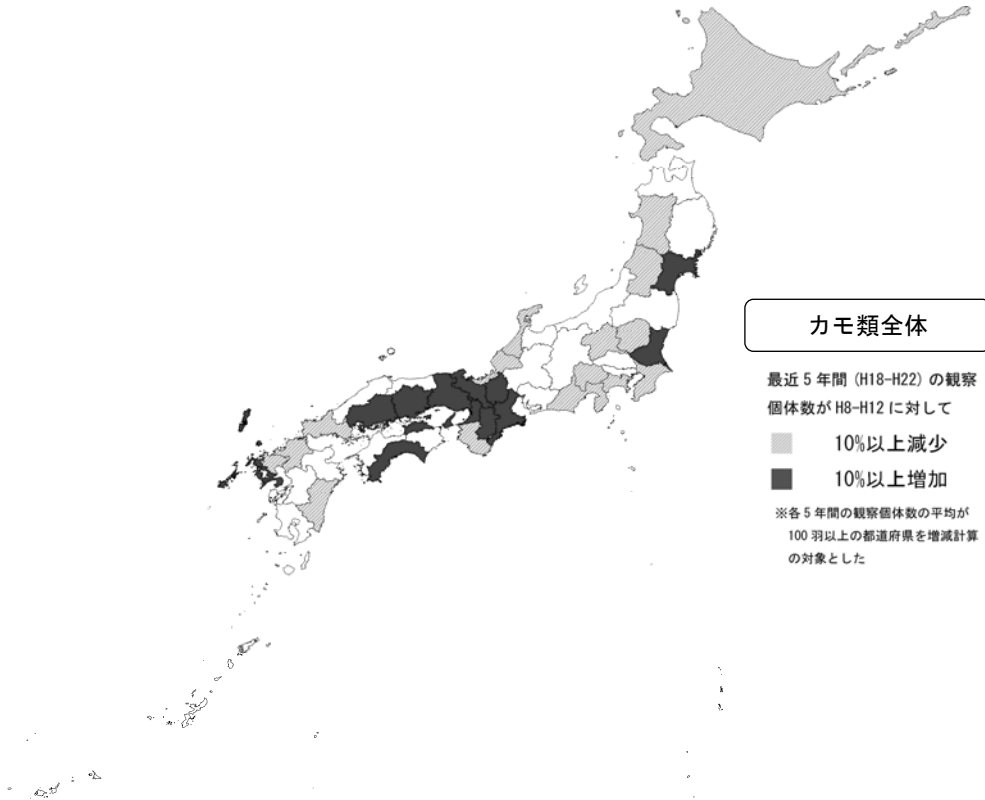 カモ類全体
最近5年間(H18-H22)の観察
個体数がH8-H12に対して
10%以上減少
10%以上増加
※各5年間の観察個体数の平均が
100羽以上の都道府県を増減計算
の対象とした